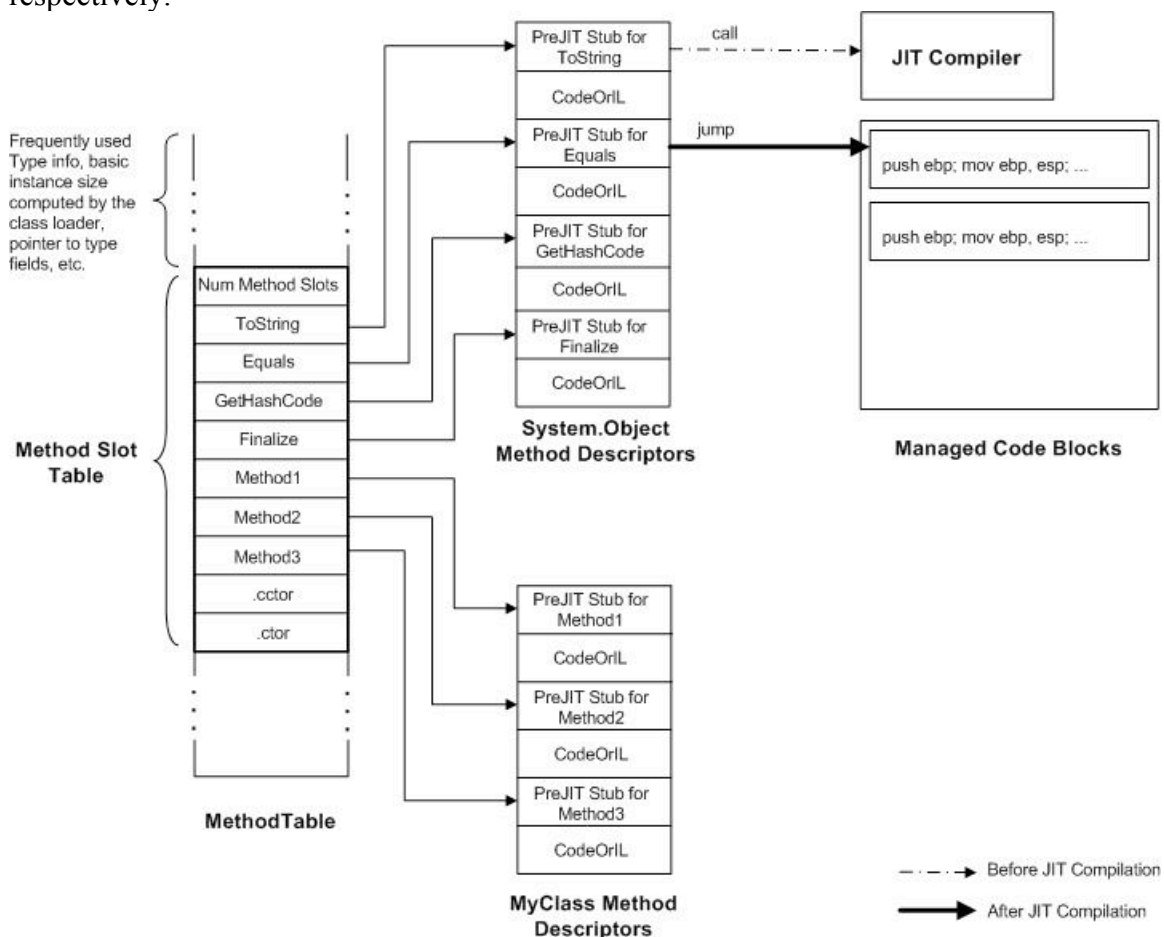 respectively.
Frequently used
Type info, basic
instance size
computed by the
class loader,
pointer to type
fields, etc.
Method Slot
Table
Num Method Slots
ToString
Equals
GetHashCode
Finalize
Method1
Method2
Method3
.cctor
.ctor
MethodTable
PreJIT Stub for
ToString
CodeOrIL
PreJIT Stub for
Equals
CodeOrIL
PreJIT Stub for
GetHashCode
CodeOrIL
PreJIT Stub for
Finalize
CodeOrIL
System.Object
Method Descriptors
PreJIT Stub for
Method1
CodeOrIL
PreJIT Stub for
Method2
CodeOrIL
PreJIT Stub for
Method3
CodeOrIL
MyClass Method
Descriptors
call
JIT Compiler
jump
push ebp; mov ebp, esp; ...
push ebp; mov ebp, esp; ...
Managed Code Blocks
Before JIT Compilation
After JIT Compilation